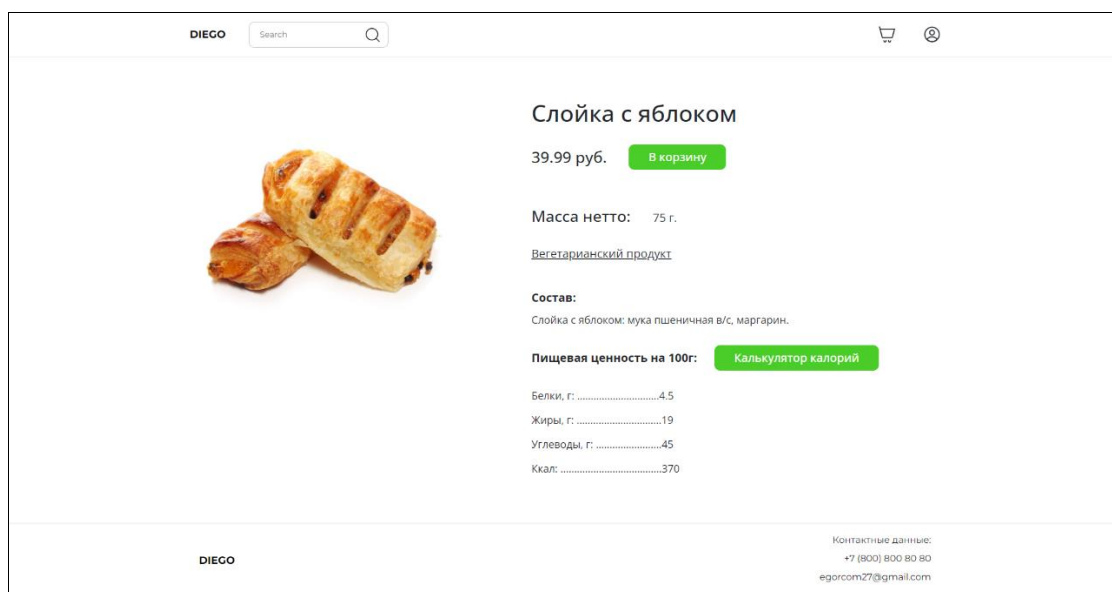 DIEGO
Search
Слойка с яблоком
39.99 руб.
В корзину
Масса нетто: 75 г.
Вегетарианский продукт
Состав:
Слойка с яблоком: мука пшеничная в/с, маргарин.
Пищевая ценность на 100г:
Калькулятор калорий
Белки, г: ..............................4.5
Жиры, г: ...............................19
Углеводы, г: ........................45
Ккал: .....................................370
DIEGO
Контактные данные:
+7 (800) 800 80 80
egorcom27@gmail.com